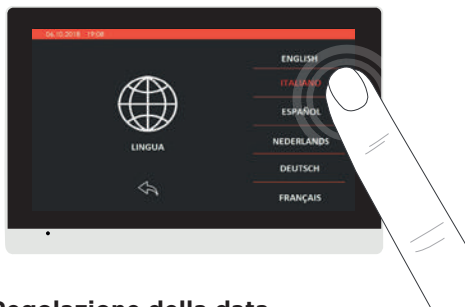 06.10.2018 19:08
ENGLISH
ITALIANO
ESPAÑOL
LINGUA
NEDERLANDS
DEUTSCH
FRANÇAIS
Regolazione della data